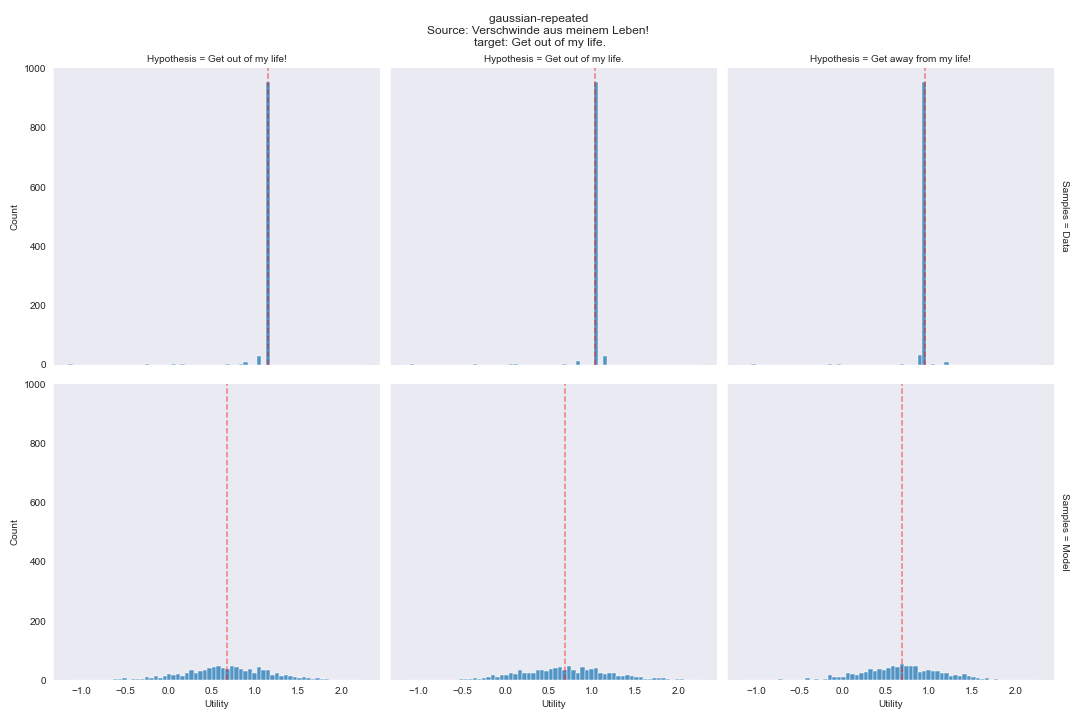 gaussian-repeated
Source: Verschwinde aus meinem Leben!
target: Get out of my life.
Hypothesis = Get out of my life!
Hypothesis = Get out of my life.
Hypothesis = Get away from my life!
1000
800
600
400
200
0
Count
Samples = Data
1000
800
600
400
200
0
Count
Samples = Model
−1.0 −0.5 0.0 0.5 1.0 1.5 2.0
−1.0 −0.5 0.0 0.5 1.0 1.5 2.0
−1.0 −0.5 0.0 0.5 1.0 1.5 2.0
Utility
Utility
Utility